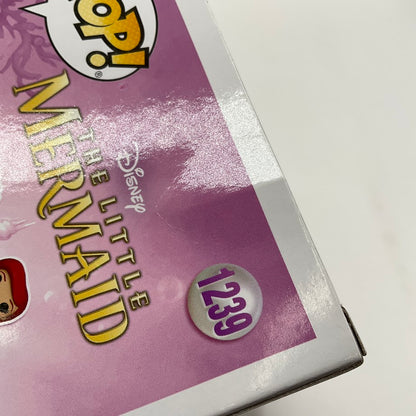 POP!
®
Disney
THE LITTLE
MERMAID
1239